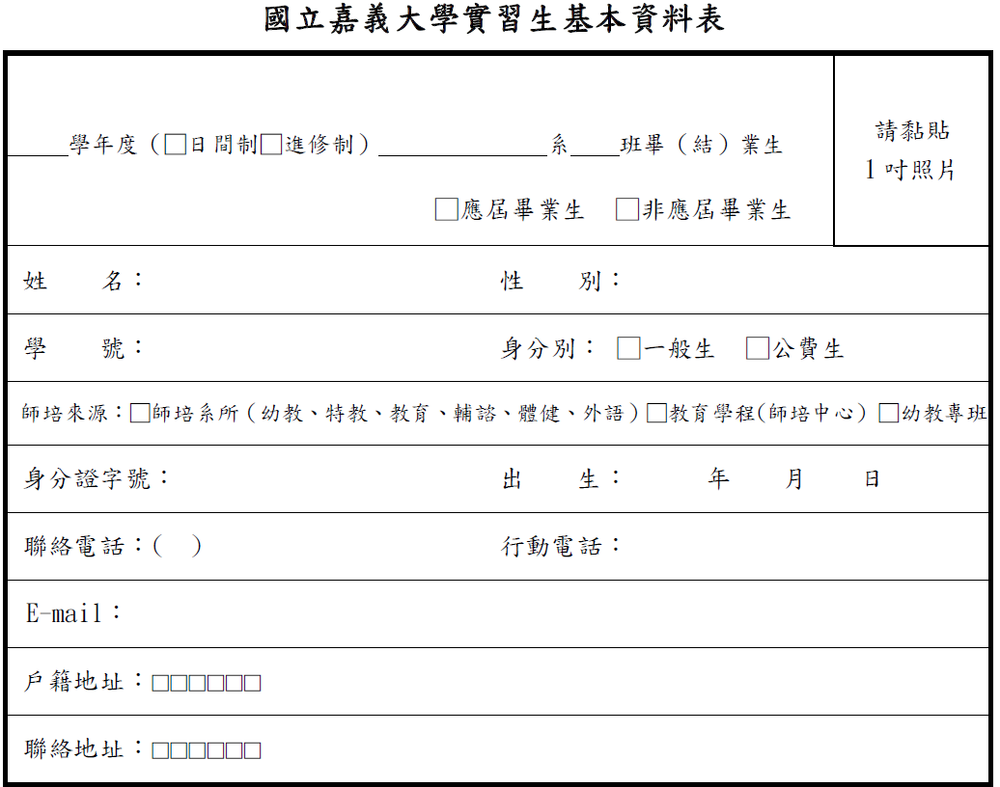 國立嘉義大學實習生基本資料表
_____學年度（□日間制□進修制）______________系____班畢（結）業生
□應屆畢業生 □非應屆畢業生
請黏貼
1吋照片
姓　　名： 性　　別：
學　　號： 身分別： □一般生 □公費生
師培來源：□師培系所（幼教、特教、教育、輔諮、體健、外語）□教育學程(師培中心）□幼教專班
身分證字號： 出　　生：　　　年　　月　　日
聯絡電話：(　) 行動電話：
E-mail：
戶籍地址：□□□□□□
聯絡地址：□□□□□□